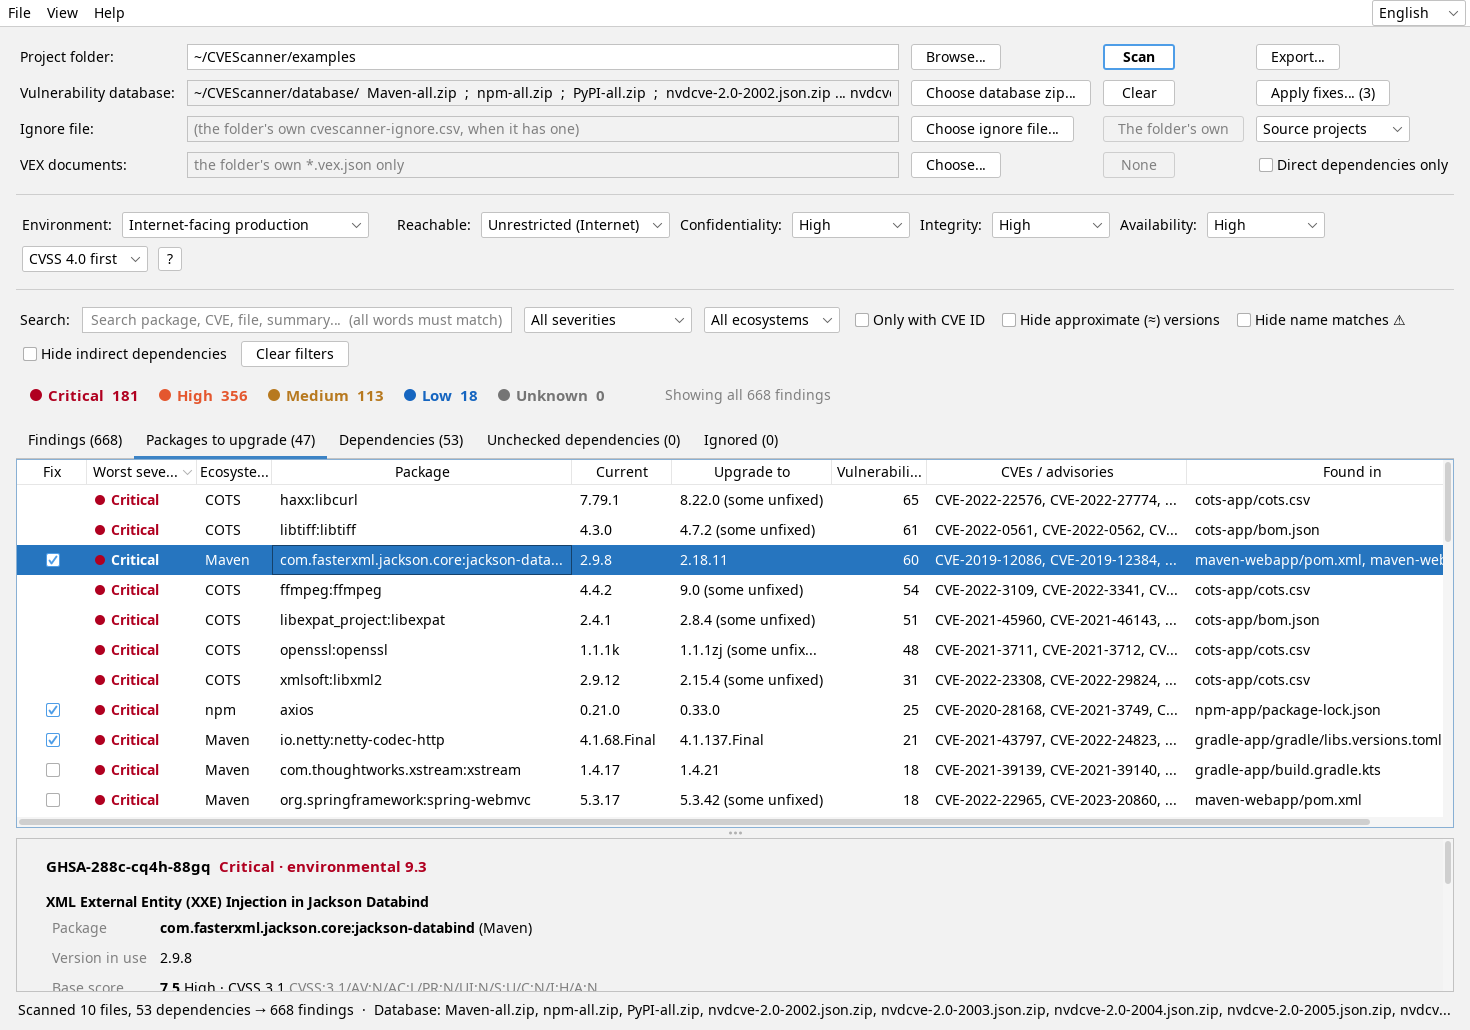 File View Help English
Project folder: ~/CVEScanner/examples Browse... Scan Export...
Vulnerability database: ~/CVEScanner/database/ Maven-all.zip ; npm-all.zip ; PyPI-all.zip ; nvdcve-2.0-2002.json.zip ... nvdcv Choose database zip... Clear Apply fixes... (3)
Ignore file: (the folder's own cvescanner-ignore.csv, when it has one) Choose ignore file... The folder's own Source projects
VEX documents: the folder's own *.vex.json only Choose... None Direct dependencies only
Environment: Internet-facing production Reachable: Unrestricted (Internet) Confidentiality: High Integrity: High Availability: High
CVSS 4.0 first ?
Search: Search package, CVE, file, summary... (all words must match) All severities All ecosystems Only with CVE ID Hide approximate (≈) versions Hide name matches ⚠
Hide indirect dependencies Clear filters
Critical 181 High 356 Medium 113 Low 18 Unknown 0 Showing all 668 findings
Findings (668) Packages to upgrade (47) Dependencies (53) Unchecked dependencies (0) Ignored (0)
Fix Worst seve... Ecosyste... Package Current Upgrade to Vulnerabili... CVEs / advisories Found in
Critical COTS haxx:libcurl 7.79.1 8.22.0 (some unfixed) 65 CVE-2022-22576, CVE-2022-27774, ... cots-app/cots.csv
Critical COTS libtiff:libtiff 4.3.0 4.7.2 (some unfixed) 61 CVE-2022-0561, CVE-2022-0562, CV... cots-app/bom.json
Critical Maven com.fasterxml.jackson.core:jackson-data... 2.9.8 2.18.11 60 CVE-2019-12086, CVE-2019-12384, ... maven-webapp/pom.xml, maven-web
Critical COTS ffmpeg:ffmpeg 4.4.2 9.0 (some unfixed) 54 CVE-2022-3109, CVE-2022-3341, CV... cots-app/cots.csv
Critical COTS libexpat_project:libexpat 2.4.1 2.8.4 (some unfixed) 51 CVE-2021-45960, CVE-2021-46143, ... cots-app/bom.json
Critical COTS openssl:openssl 1.1.1k 1.1.1zj (some unfix... 48 CVE-2021-3711, CVE-2021-3712, CV... cots-app/cots.csv
Critical COTS xmlsoft:libxml2 2.9.12 2.15.4 (some unfixed) 31 CVE-2022-23308, CVE-2022-29824, ... cots-app/cots.csv
Critical npm axios 0.21.0 0.33.0 25 CVE-2020-28168, CVE-2021-3749, C... npm-app/package-lock.json
Critical Maven io.netty:netty-codec-http 4.1.68.Final 4.1.137.Final 21 CVE-2021-43797, CVE-2022-24823, ... gradle-app/gradle/libs.versions.toml
Critical Maven com.thoughtworks.xstream:xstream 1.4.17 1.4.21 18 CVE-2021-39139, CVE-2021-39140, ... gradle-app/build.gradle.kts
Critical Maven org.springframework:spring-webmvc 5.3.17 5.3.42 (some unfixed) 18 CVE-2022-22965, CVE-2023-20860, ... maven-webapp/pom.xml
GHSA-288c-cq4h-88gq Critical · environmental 9.3
XML External Entity (XXE) Injection in Jackson Databind
Package com.fasterxml.jackson.core:jackson-databind (Maven)
Version in use 2.9.8
Base score 7.5 High · CVSS 3.1 CVSS:3.1/AV:N/AC:L/PR:N/UI:N/S:U/C:N/I:H/A:N
Scanned 10 files, 53 dependencies → 668 findings · Database: Maven-all.zip, npm-all.zip, PyPI-all.zip, nvdcve-2.0-2002.json.zip, nvdcve-2.0-2003.json.zip, nvdcve-2.0-2004.json.zip, nvdcve-2.0-2005.json.zip, nvdcv...